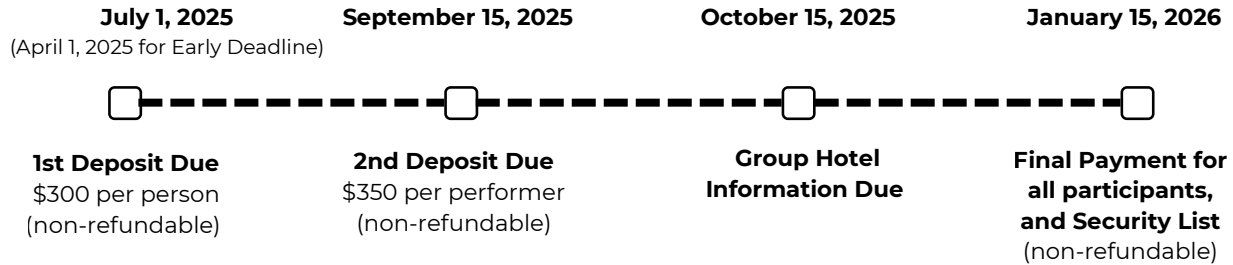 July 1, 2025
(April 1, 2025 for Early Deadline)
September 15, 2025
October 15, 2025
January 15, 2026
1st Deposit Due
$300 per person
(non-refundable)
2nd Deposit Due
$350 per performer
(non-refundable)
Group Hotel
Information Due
Final Payment for
all participants,
and Security List
(non-refundable)